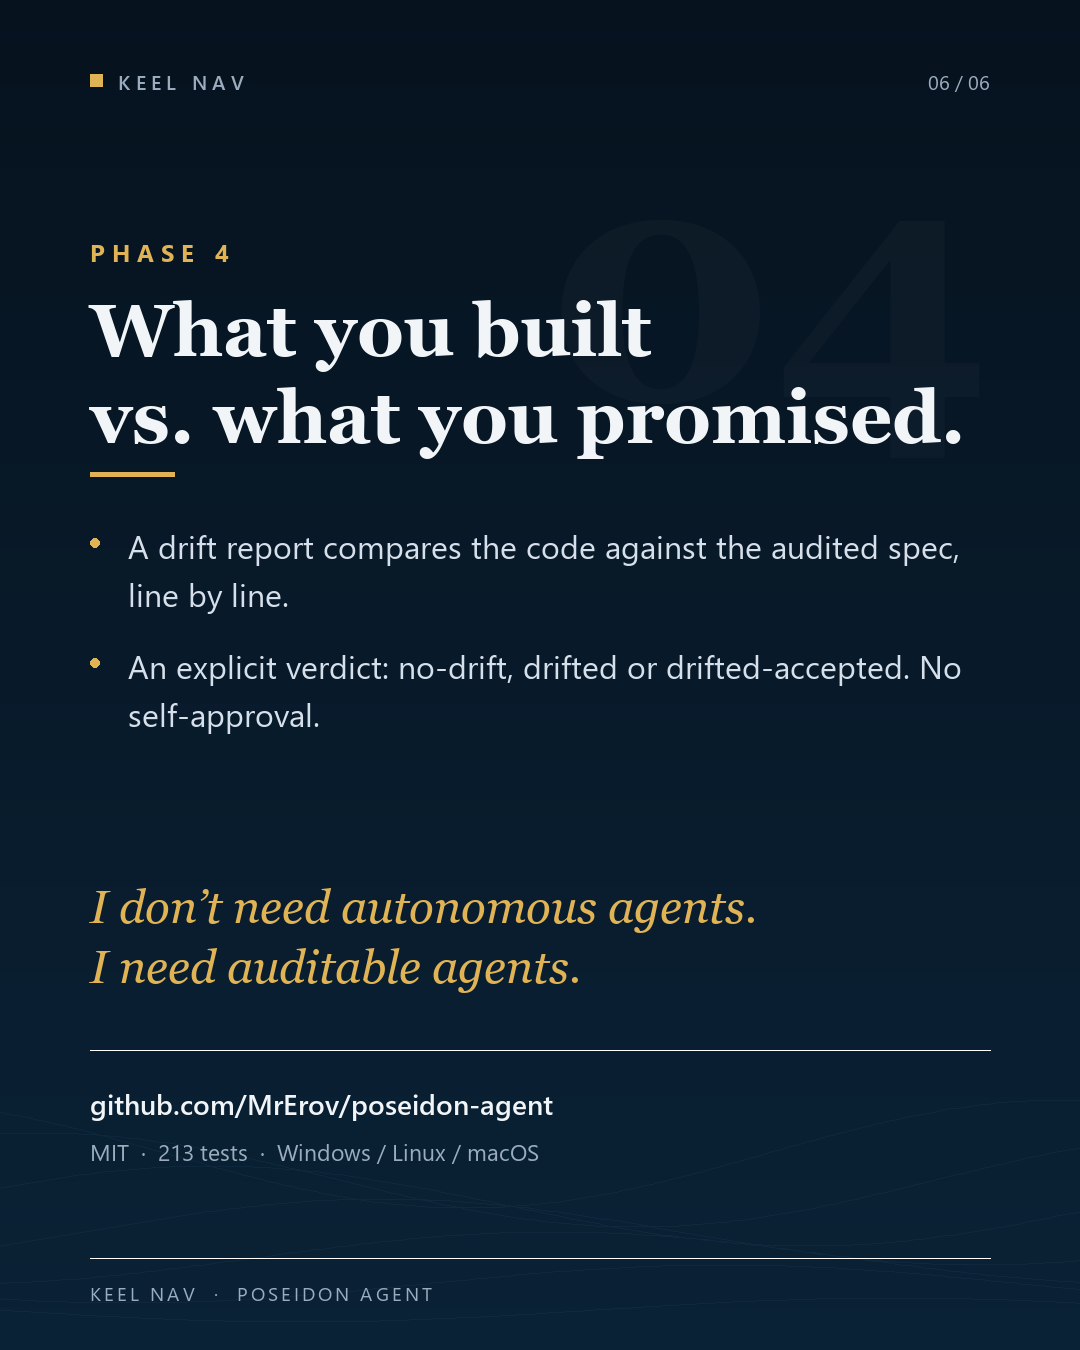 KEEL NAV
06 / 06
04
PHASE 4
What you built
vs. what you promised.
• A drift report compares the code against the audited spec,
line by line.
• An explicit verdict: no-drift, drifted or drifted-accepted. No
self-approval.
I don’t need autonomous agents.
I need auditable agents.
github.com/MrErov/poseidon-agent
MIT · 213 tests · Windows / Linux / macOS
KEEL NAV · POSEIDON AGENT